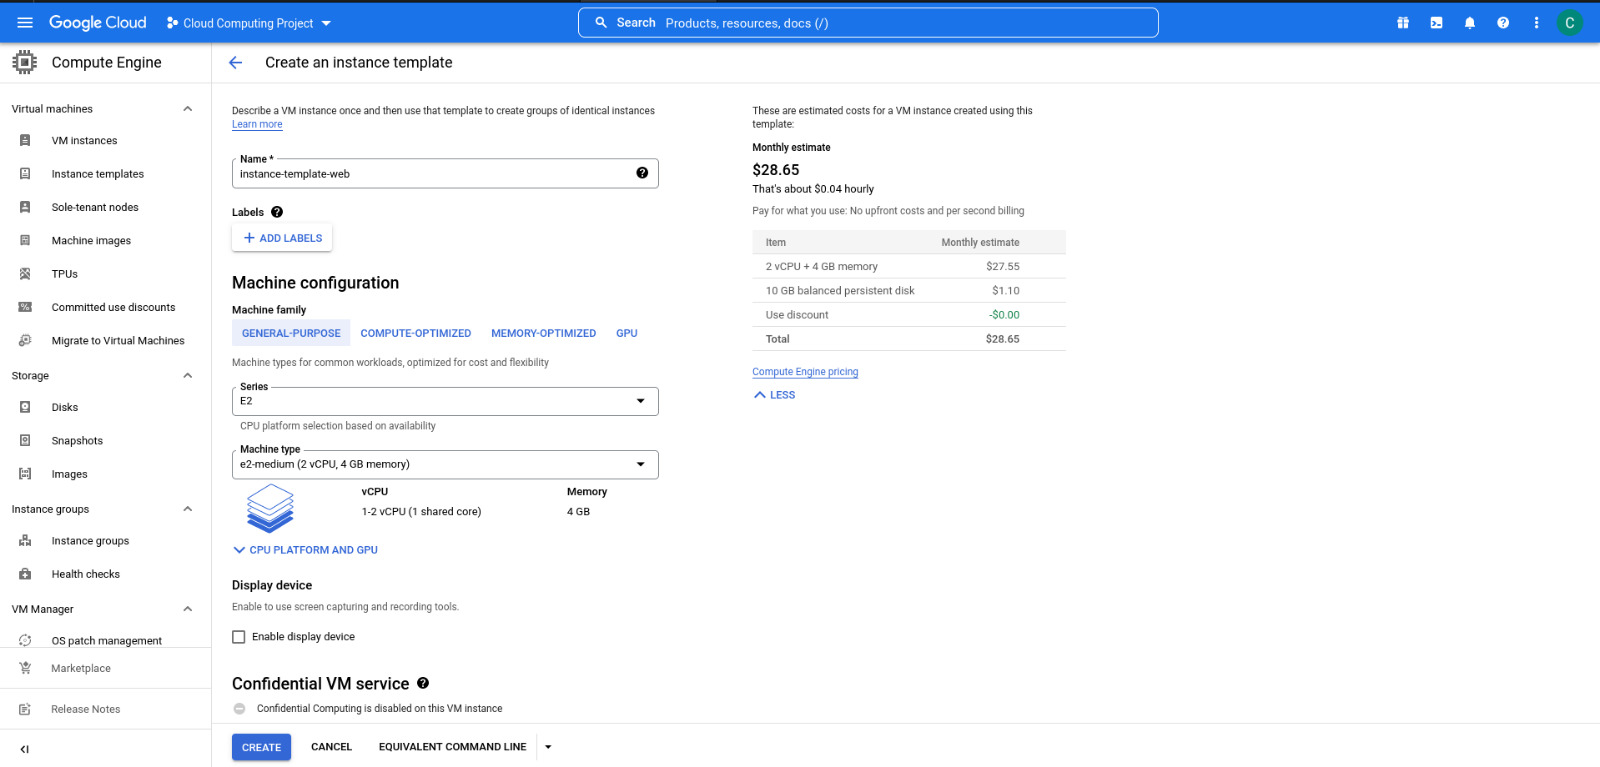 Google Cloud
Cloud Computing Project
Search Products, resources, docs (/)
C
Compute Engine
Virtual machines
VM instances
Instance templates
Sole-tenant nodes
Machine images
TPUs
Committed use discounts
Migrate to Virtual Machines
Storage
Disks
Snapshots
Images
Instance groups
Instance groups
Health checks
VM Manager
OS patch management
Marketplace
Release Notes
Create an instance template
Describe a VM instance once and then use that template to create groups of identical instances
Learn more
Name *
instance-template-web
Labels
ADD LABELS
Machine configuration
Machine family
GENERAL-PURPOSE COMPUTE-OPTIMIZED MEMORY-OPTIMIZED GPU
Machine types for common workloads, optimized for cost and flexibility
Series
E2
CPU platform selection based on availability
Machine type
e2-medium (2 vCPU, 4 GB memory)
vCPU Memory
1-2 vCPU (1 shared core) 4 GB
CPU PLATFORM AND GPU
Display device
Enable to use screen capturing and recording tools.
Enable display device
Confidential VM service
Confidential Computing is disabled on this VM instance
CREATE CANCEL EQUIVALENT COMMAND LINE
These are estimated costs for a VM instance created using this
template:
Monthly estimate
$28.65
That's about $0.04 hourly
Pay for what you use: No upfront costs and per second billing
Item Monthly estimate
2 vCPU + 4 GB memory $27.55
10 GB balanced persistent disk $1.10
Use discount -$0.00
Total $28.65
Compute Engine pricing
LESS